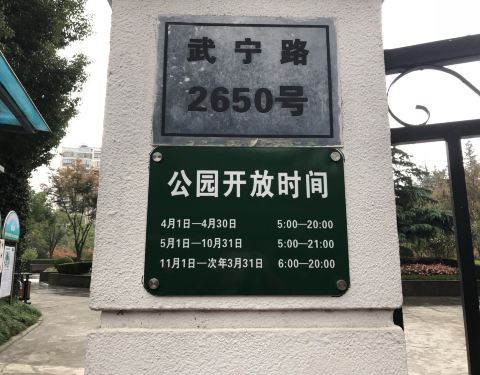 武宁路
2650号
公园开放时间
4月1日—4月30日 5:00—20:00
5月1日—10月31日 5:00—21:00
11月1日—次年3月31日 6:00—20:00